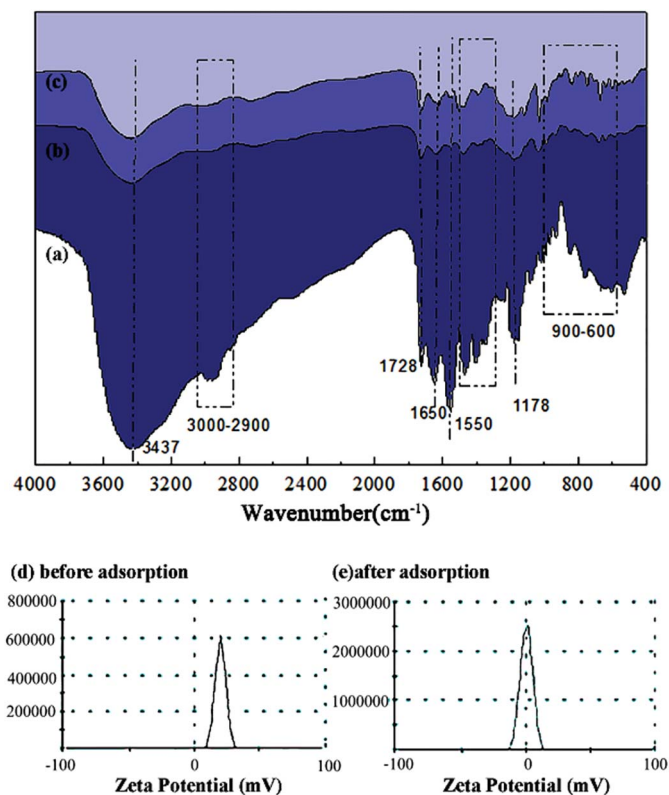 (c)
(b)
(a)
3437
3000-2900
1728
1650
1550
1178
900-600
4000 3600 3200 2800 2400 2000 1600 1200 800 400
Wavenumber(cm⁻¹)
(d) before adsorption
800000
600000
400000
200000
-100 0 100
Zeta Potential (mV)
(e)after adsorption
3000000
2000000
1000000
-100 0 100
Zeta Potential (mV)